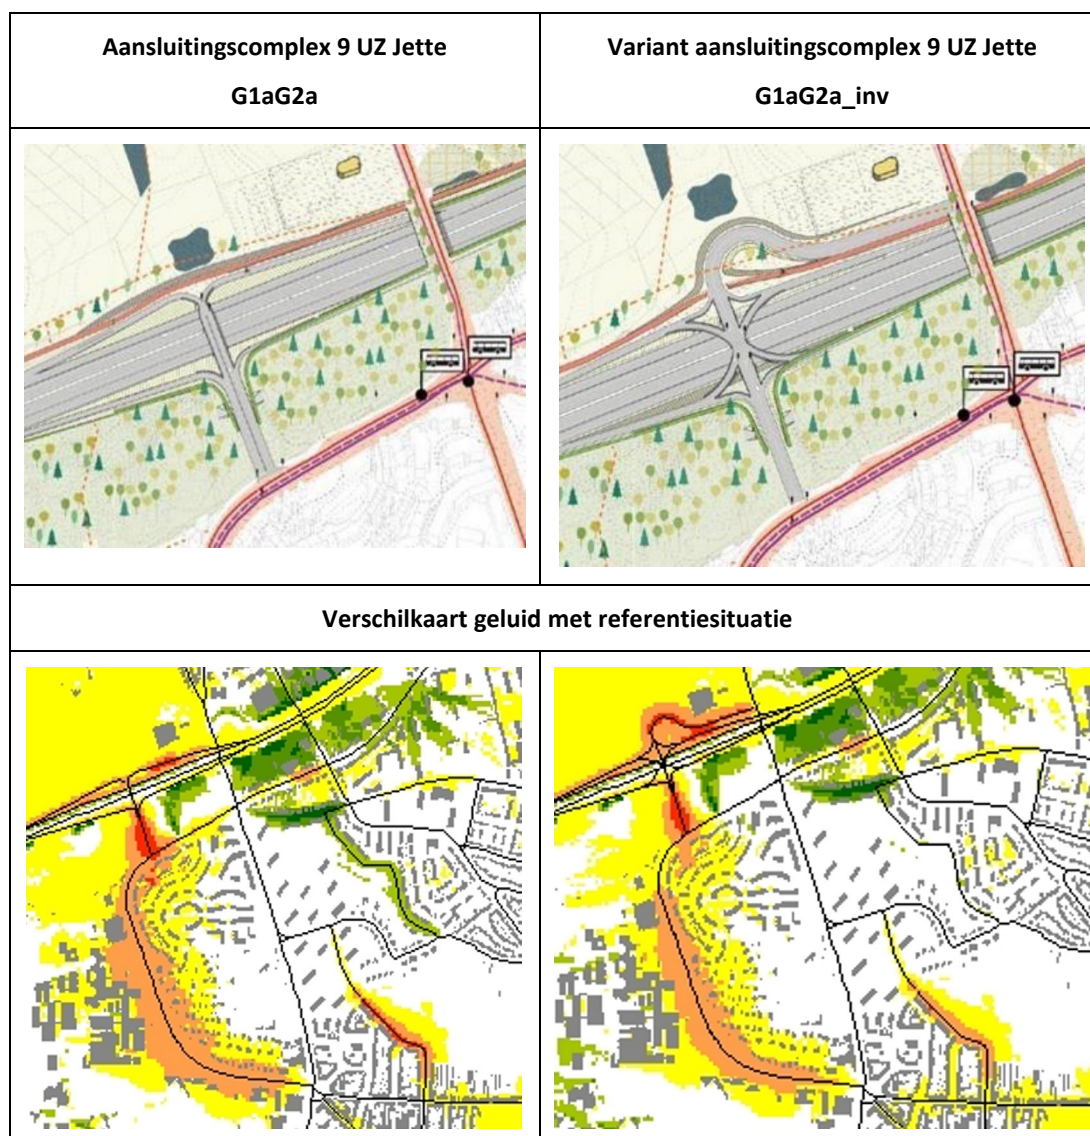 Aansluitingscomplex 9 UZ Jette
G1aG2a
Variant aansluitingscomplex 9 UZ Jette
G1aG2a_inv
Verschilkaart geluid met referentiesituatie